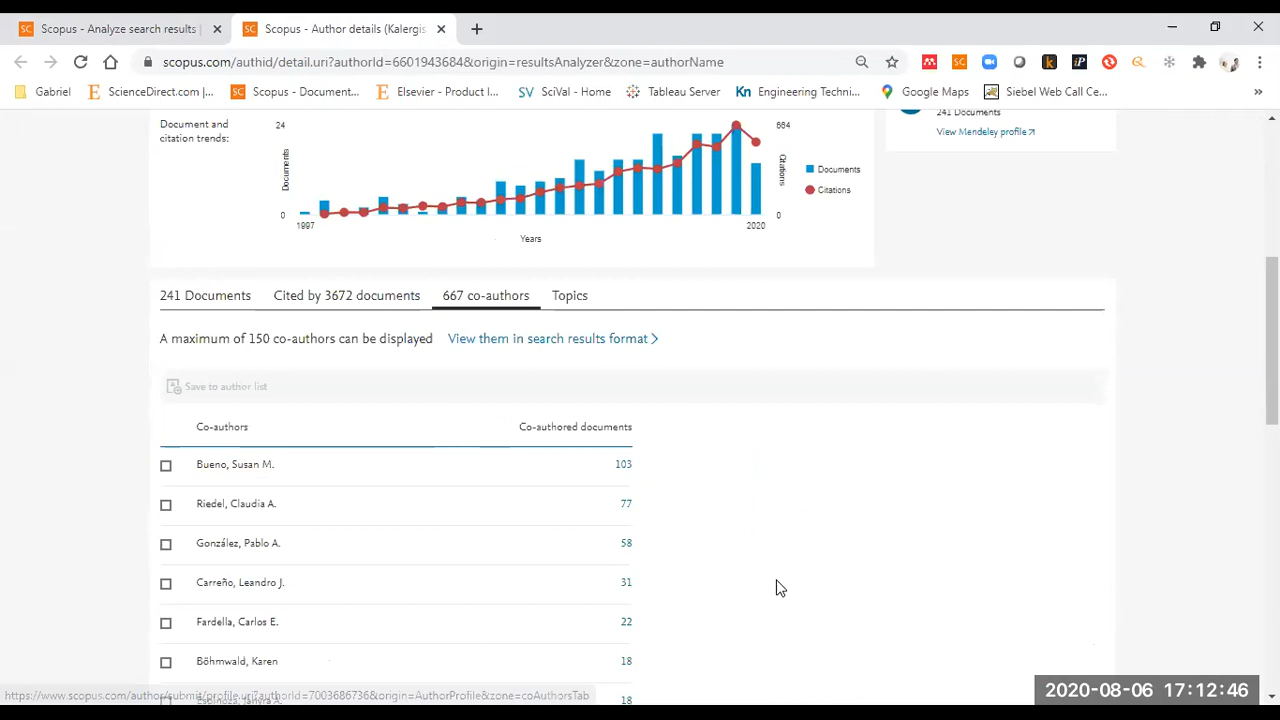 Scopus - Analyze search results |
Scopus - Author details (Kalergis
scopus.com/authid/detail.uri?authorId=6601943684&origin=resultsAnalyzer&zone=authorName
Gabriel
ScienceDirect.com |...
Scopus - Document...
Elsevier - Product I...
SciVal - Home
Tableau Server
Engineering Techni...
Google Maps
Siebel Web Call Ce...
»
Document and
citation trends:
24
664
Documents
Citations
0
0
1997
2020
Years
Documents
Citations
241 Documents
View Mendeley profile
241 Documents
Cited by 3672 documents
667 co-authors
Topics
A maximum of 150 co-authors can be displayed
View them in search results format
Save to author list
Co-authors
Co-authored documents
Bueno, Susan M.
103
Riedel, Claudia A.
77
González, Pablo A.
58
Carreño, Leandro J.
31
Fardella, Carlos E.
22
Böhmwald, Karen
18
Espinoza, Janyra A.
18
https://www.scopus.com/author/submit/profile.uri?authorId=7003686736&origin=AuthorProfile&zone=coAuthorsTab
2020-08-06 17:12:46